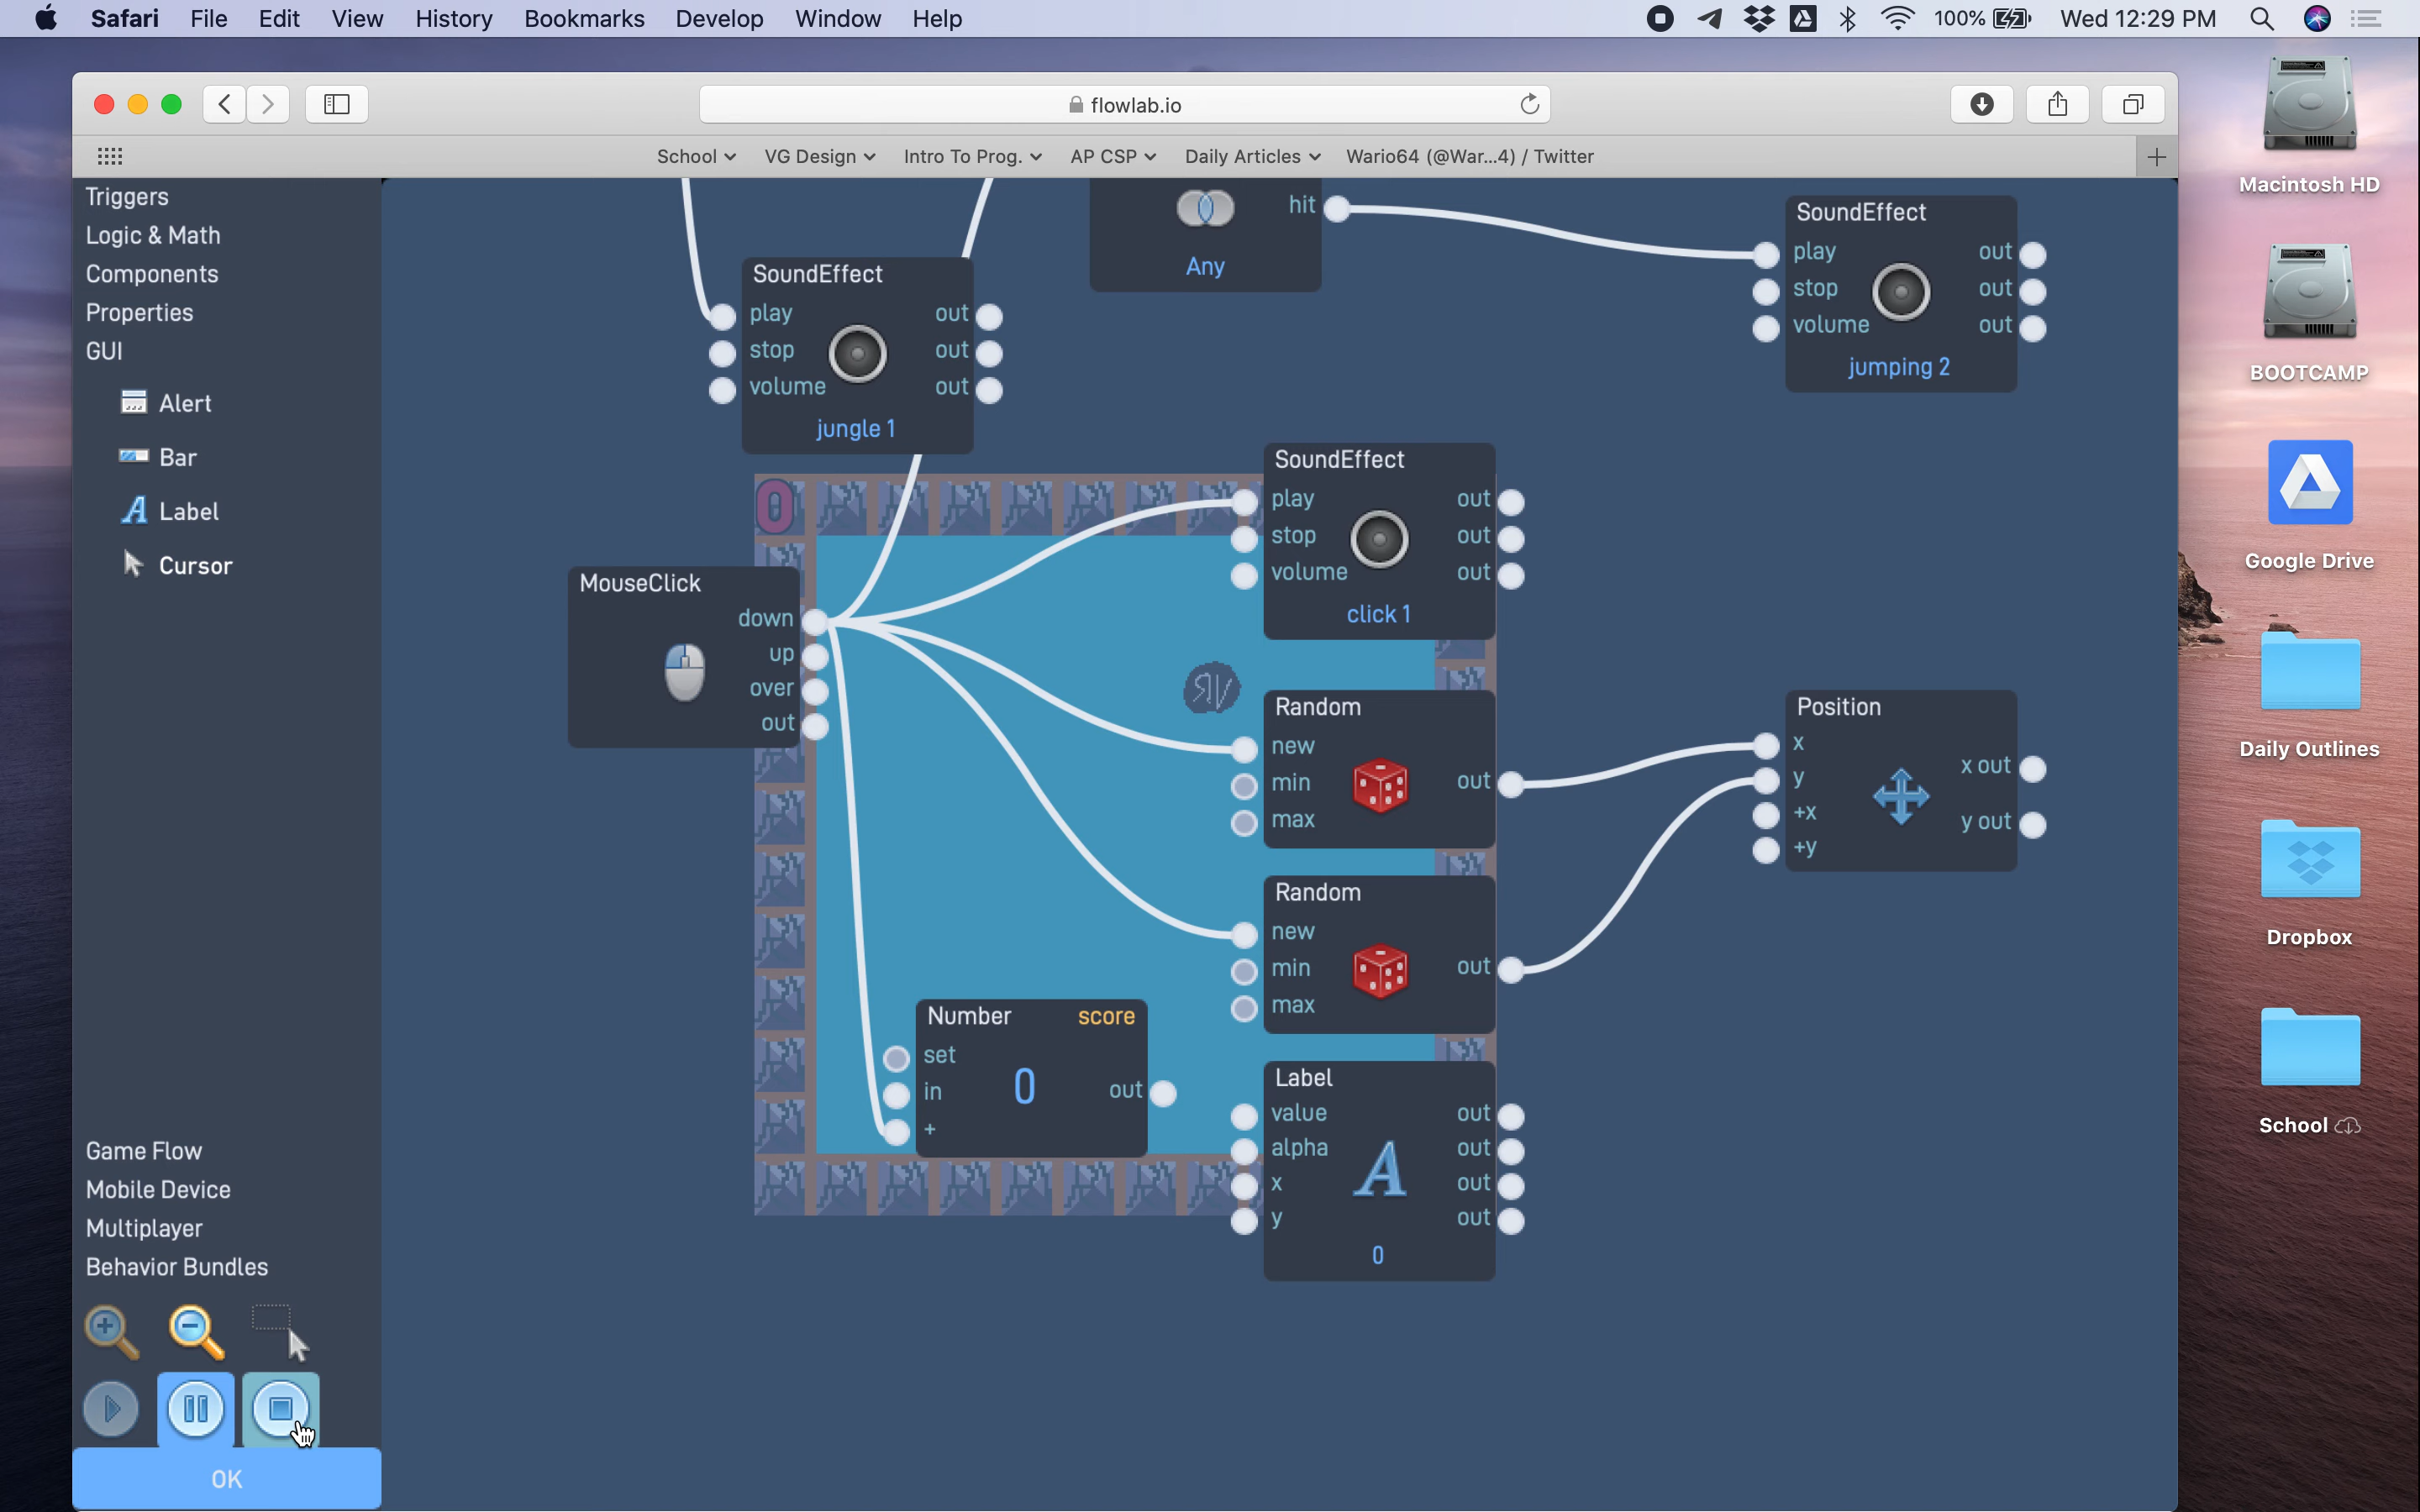 Safari File Edit View History Bookmarks Develop Window Help
100% Wed 12:29 PM
flowlab.io
School VG Design Intro To Prog. AP CSP Daily Articles Wario64 (@War...4) / Twitter
Triggers
Logic & Math
Components
Properties
GUI
Alert
Bar
Label
Cursor
Game Flow
Mobile Device
Multiplayer
Behavior Bundles
OK
hit
Any
SoundEffect
play out
stop out
volume out
jumping 2
SoundEffect
play out
stop out
volume out
jungle 1
0
SoundEffect
play out
stop out
volume out
click 1
MouseClick
down
up
over
out
Random
new
min out
max
Position
x
y
+x
+y
x out
y out
Random
new
min out
max
Number score
set
in 0 out
+
Label
value out
alpha out
x out
y out
A
0
Macintosh HD
BOOTCAMP
Google Drive
Daily Outlines
Dropbox
School